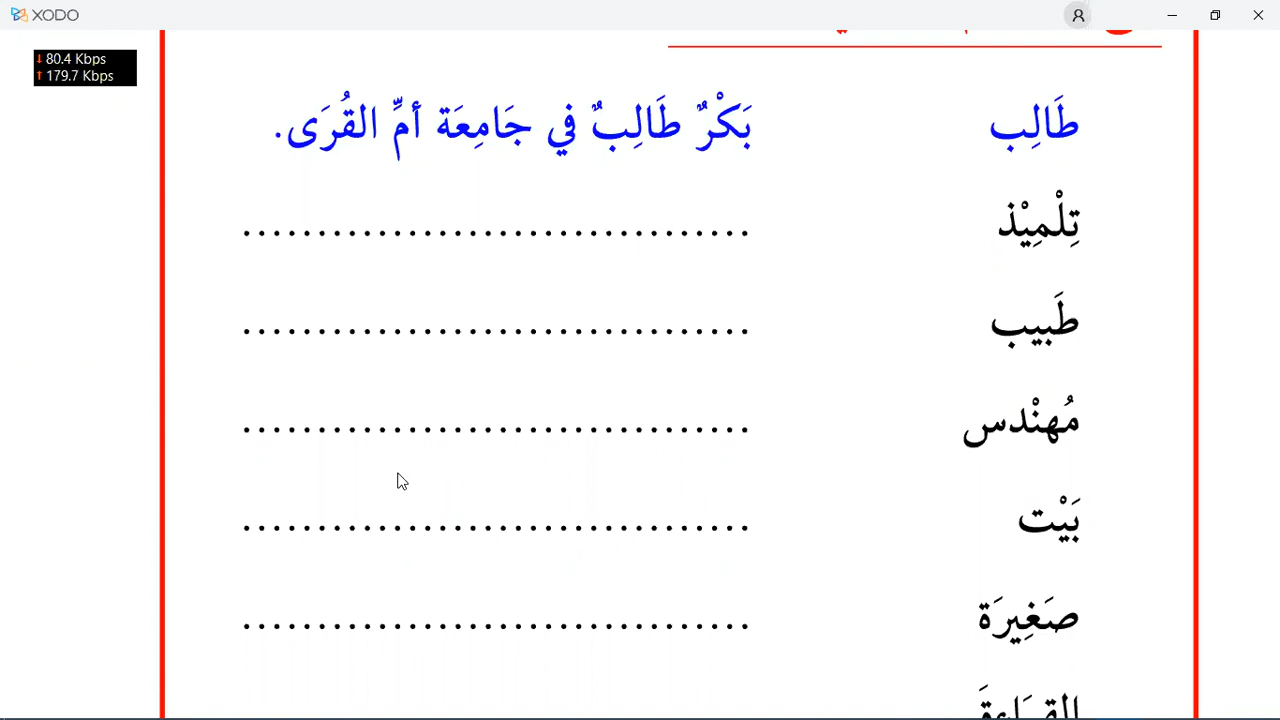 XODO
80.4 Kbps
179.7 Kbps
طَالِب بَكْرٌ طَالِبٌ في جَامِعَة أمِّ القُرَى.
تِلْمِيْذ ..................................
طَبيب ..................................
مُهنْدس ..................................
بَيْت ..................................
صَغِيرَة ..................................